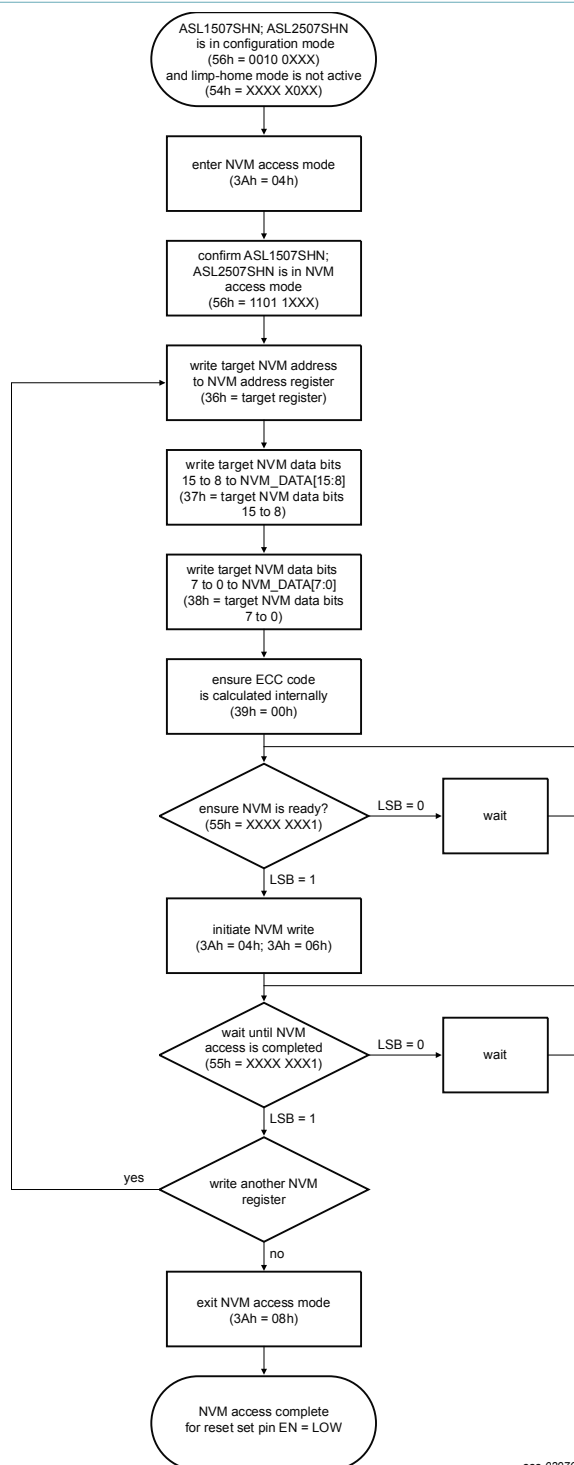 ASL1507SHN; ASL2507SHN
is in configuration mode
(56h = 0010 0XXX)
and limp-home mode is not active
(54h = XXXX X0XX)
enter NVM access mode
(3Ah = 04h)
confirm ASL1507SHN;
ASL2507SHN is in NVM
access mode
(56h = 1101 1XXX)
write target NVM address
to NVM address register
(36h = target register)
write target NVM data bits
15 to 8 to NVM_DATA[15:8]
(37h = target NVM data bits
15 to 8)
write target NVM data bits
7 to 0 to NVM_DATA[7:0]
(38h = target NVM data bits
7 to 0)
ensure ECC code
is calculated internally
(39h = 00h)
ensure NVM is ready?
(55h = XXXX XXX1)
LSB = 0
wait
LSB = 1
initiate NVM write
(3Ah = 04h; 3Ah = 06h)
wait until NVM
access is completed
(55h = XXXX XXX1)
LSB = 0
wait
LSB = 1
yes
write another NVM
register
no
exit NVM access mode
(3Ah = 08h)
NVM access complete
for reset set pin EN = LOW